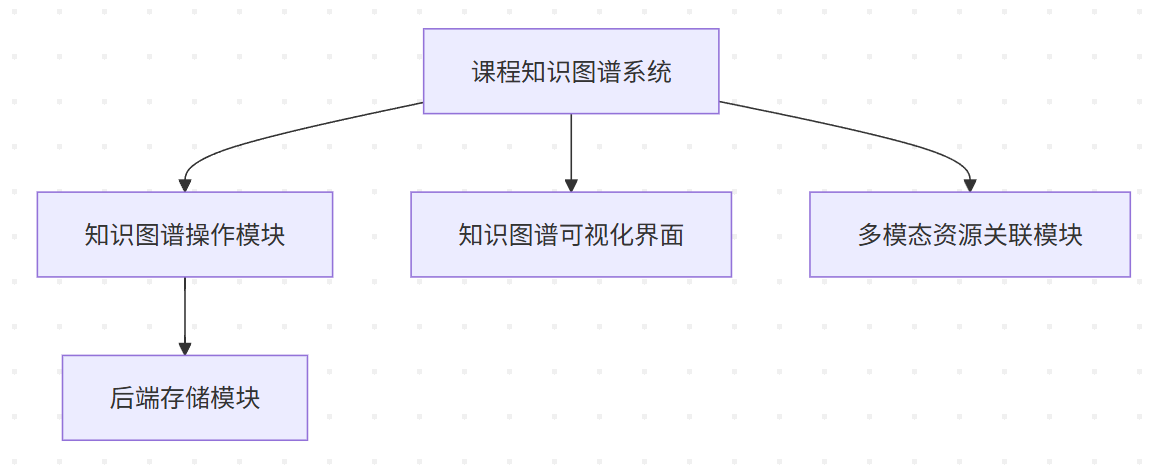 课程知识图谱系统
知识图谱操作模块
知识图谱可视化界面
多模态资源关联模块
后端存储模块